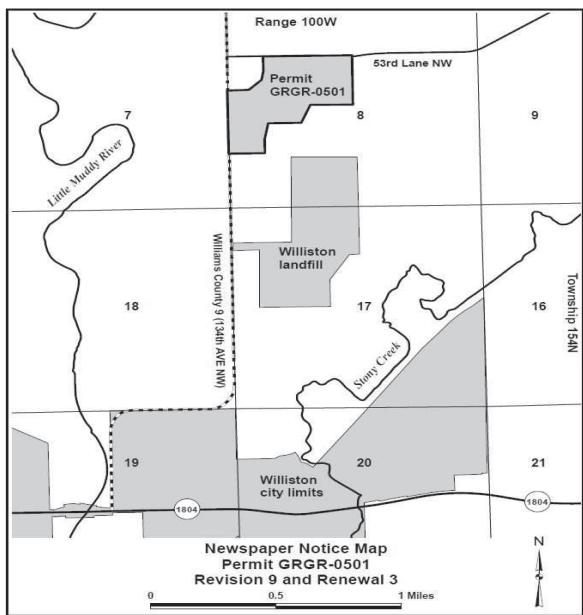 Range 100W
53rd Lane NW
Permit
GRGR-0501
7
8
9
Little Muddy River
Williams County 9 (134th AVE NW)
Williston
landfill
18
17
16
Township 154N
Stony Creek
19
20
21
Williston
city limits
1804
1804
Newspaper Notice Map
Permit GRGR-0501
Revision 9 and Renewal 3
N
0 0.5 1 Miles